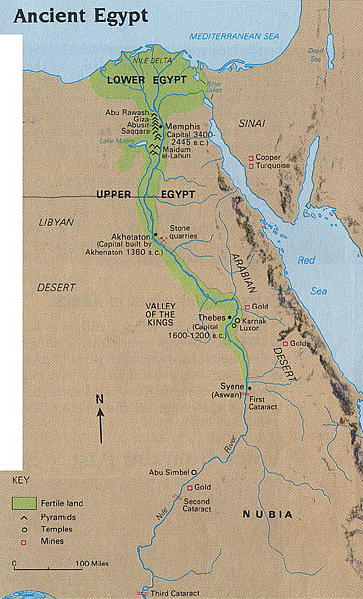 Ancient Egypt
MEDITERRANEAN SEA
NILE DELTA
Dead
Sea
LOWER EGYPT
Bitter
Lakes
Abu Rawash
Giza
Abusir
Saqqara
Memphis
(Capital 3400-
2445 B.C.)
SINAI
Lake Moeris
Maidum
el-Lahun
Copper
Turquoise
UPPER EGYPT
LIBYAN
DESERT
Stone
quarries
Akhetaton
(Capital built by
Akhenaton 1360 B.C.)
Red
Sea
ARABIAN
DESERT
VALLEY
OF THE
KINGS
Gold
Thebes
(Capital
1600-1200 B.C.)
Karnak
Luxor
Gold
Syene
(Aswan)
First
Cataract
N
Nile River
Abu Simbel
Gold
Second
Cataract
NUBIA
Third Cataract
KEY
Fertile land
Pyramids
Temples
Mines
0 100 Miles